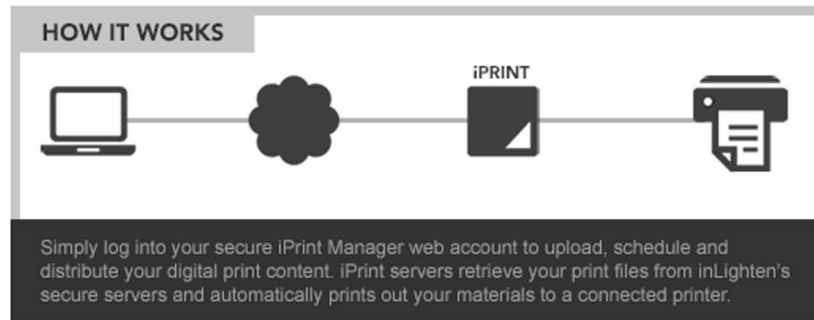 HOW IT WORKS
iPRINT
Simply log into your secure iPrint Manager web account to upload, schedule and
distribute your digital print content. iPrint servers retrieve your print files from inLighten's
secure servers and automatically prints out your materials to a connected printer.